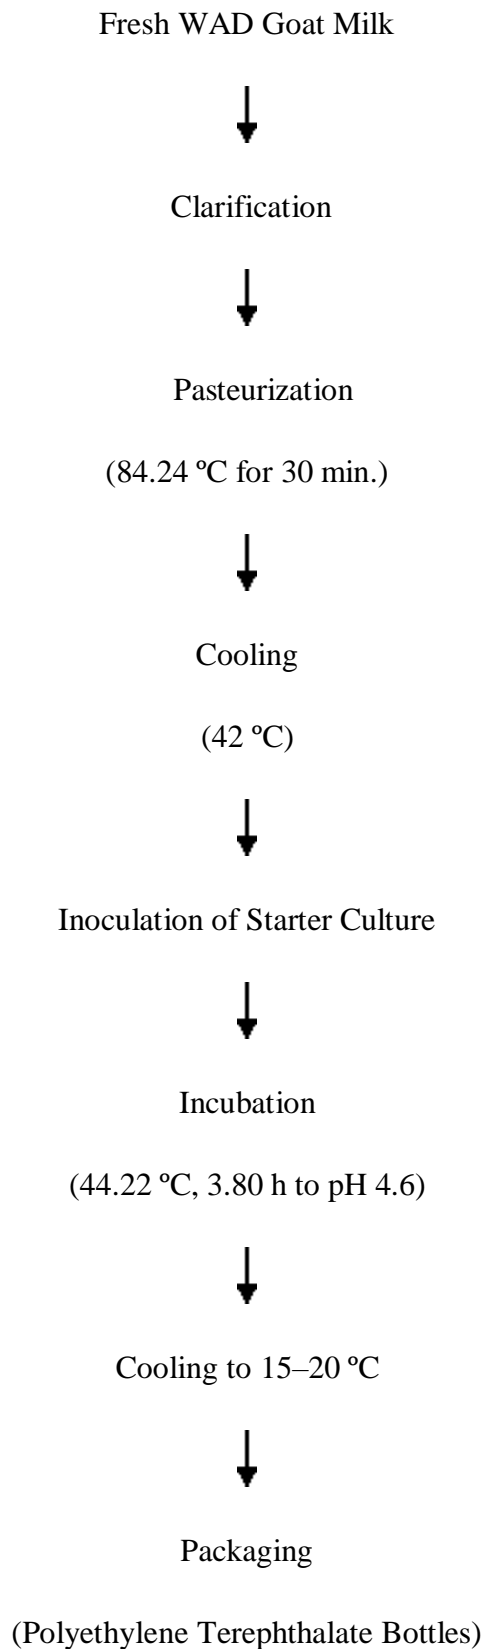 Fresh WAD Goat Milk
Clarification
Pasteurization
(84.24 ºC for 30 min.)
Cooling
(42 ºC)
Inoculation of Starter Culture
Incubation
(44.22 ºC, 3.80 h to pH 4.6)
Cooling to 15–20 ºC
Packaging
(Polyethylene Terephthalate Bottles)